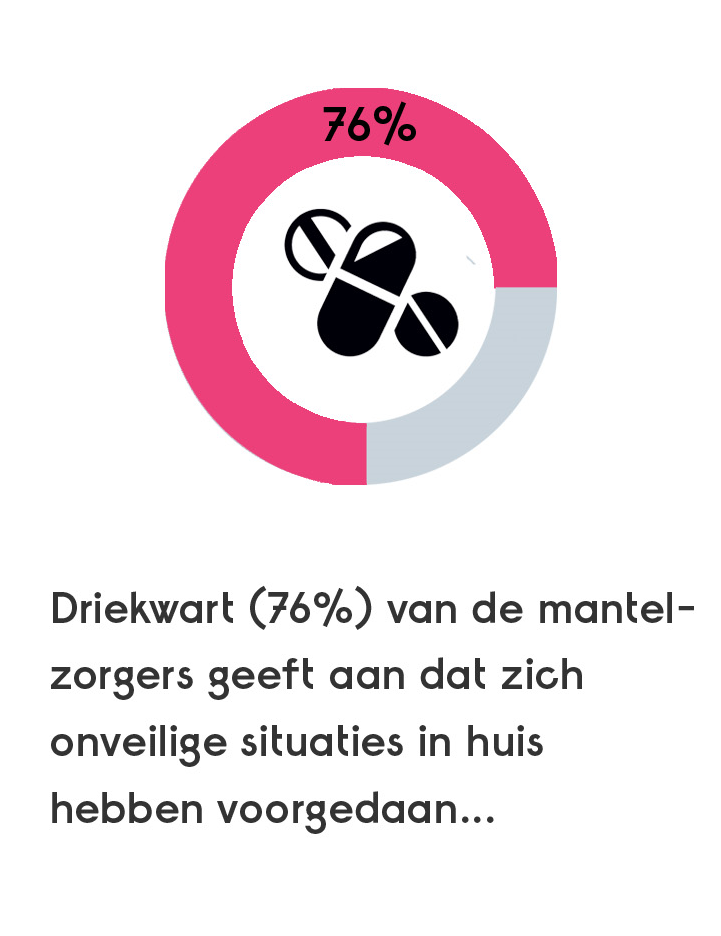 76%
Driekwart (76%) van de mantel-
zorgers geeft aan dat zich
onveilige situaties in huis
hebben voorgedaan...